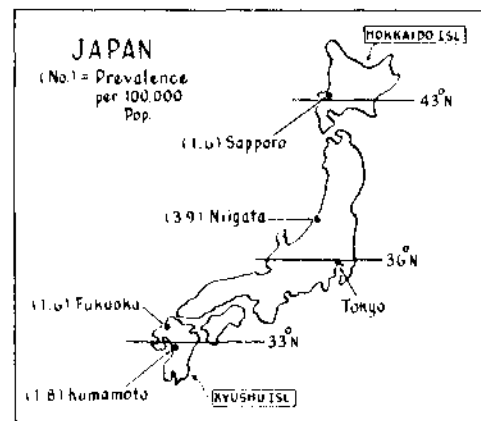 JAPAN
(No.) = Prevalence
per 100,000
Pop.
HOKKAIDO ISL
43°N
(1.6) Sapporo
(3.9) Niigata
36°N
Tokyo
(1.6) Fukuoka
33°N
(1.8) Kumamoto
KYUSHU ISL